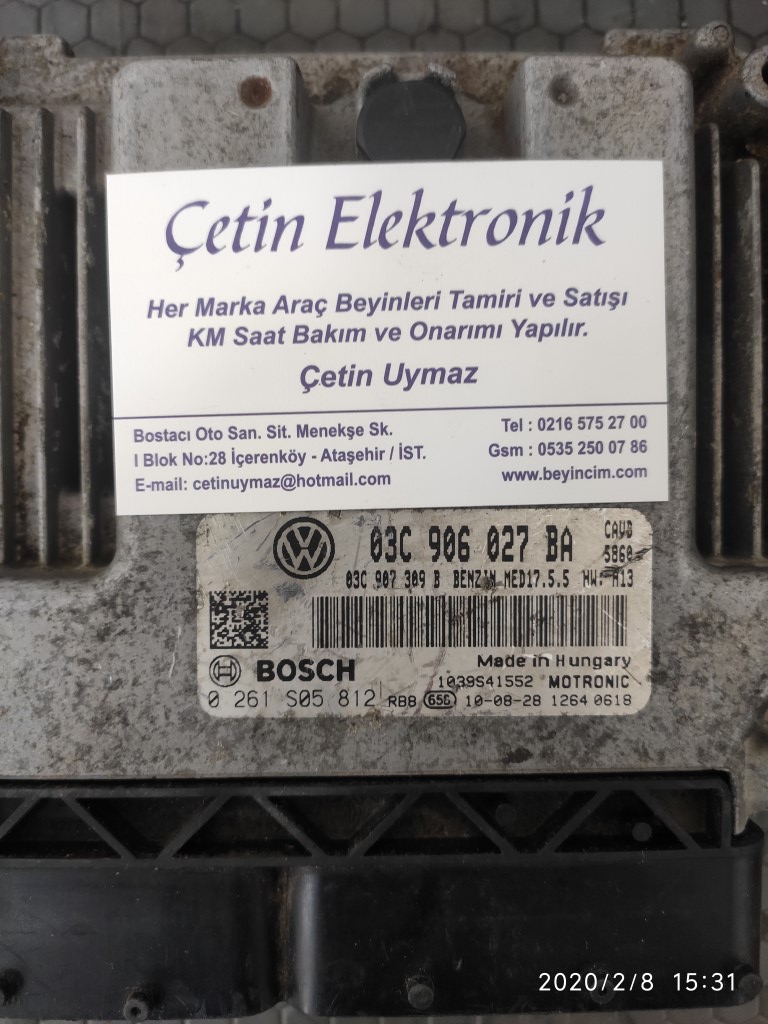 Çetin Elektronik
Her Marka Araç Beyinleri Tamiri ve Satışı
KM Saat Bakım ve Onarımı Yapılır.
Çetin Uymaz
Bostacı Oto San. Sit. Menekşe Sk.
I Blok No:28 İçerenköy - Ataşehir / İST.
E-mail: cetinuymaz@hotmail.com
Tel : 0216 575 27 00
Gsm : 0535 250 07 86
www.beyincim.com
03C 906 027 BA
CAVD
5860
03C 907 309 B BENZIN MED17.5.5 HW: H13
BOSCH
Made in Hungary
1039S41552 MOTRONIC
0 261 S05 812 RBB 656 10-08-28 1264 0618
2020/2/8 15:31